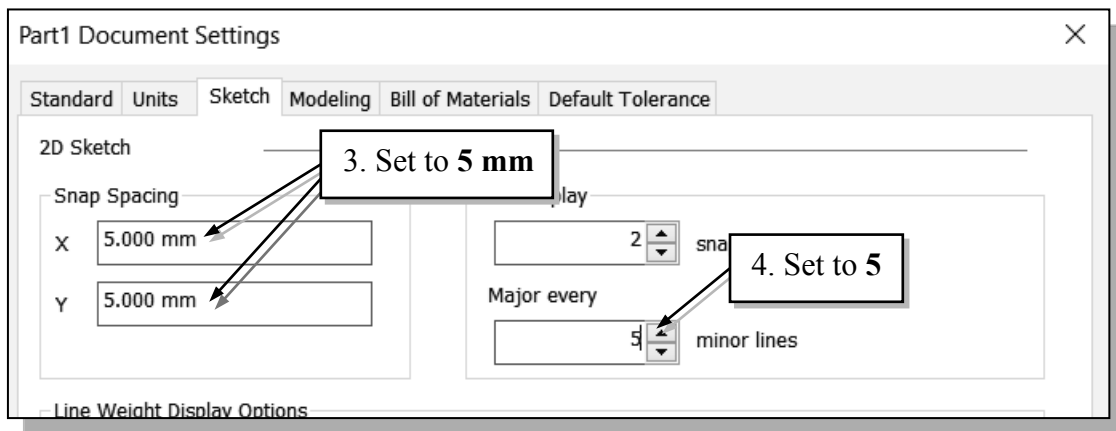 Part1 Document Settings
Standard Units Sketch Modeling Bill of Materials Default Tolerance
2D Sketch
3. Set to 5 mm
Snap Spacing
X 5.000 mm
2
4. Set to 5
Y 5.000 mm
Major every
5 minor lines
Line Weight Display Options